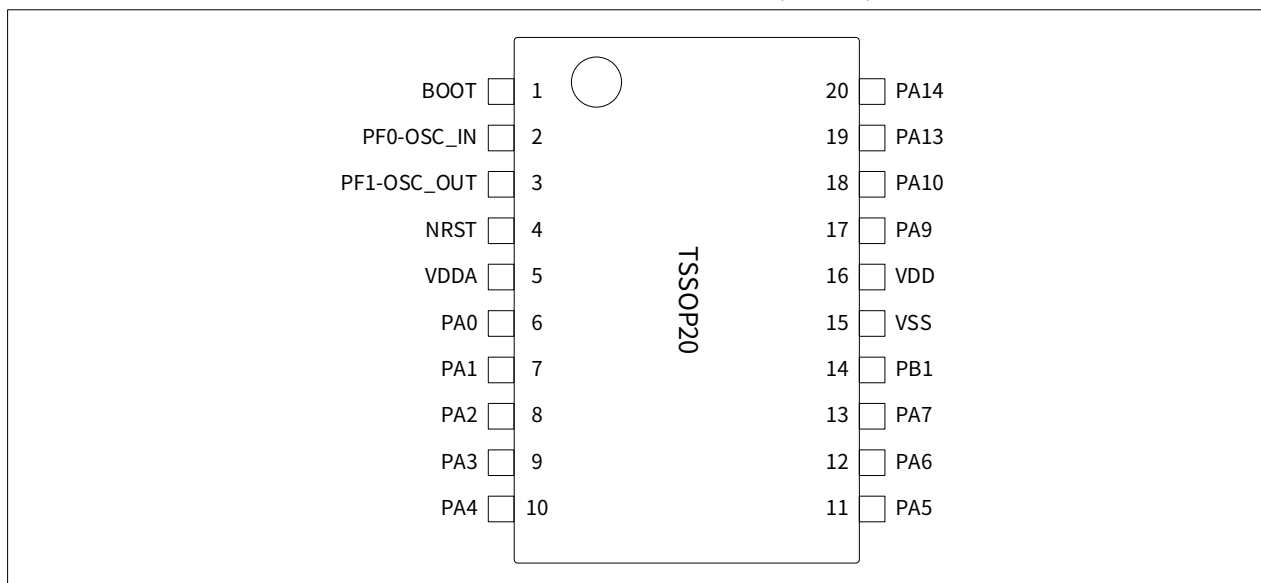 BOOT 1 20 PA14
PF0-OSC_IN 2 19 PA13
PF1-OSC_OUT 3 18 PA10
NRST 4 17 PA9
VDDA 5 16 VDD
PA0 6 15 VSS
PA1 7 14 PB1
PA2 8 13 PA7
PA3 9 12 PA6
PA4 10 11 PA5
TSSOP20